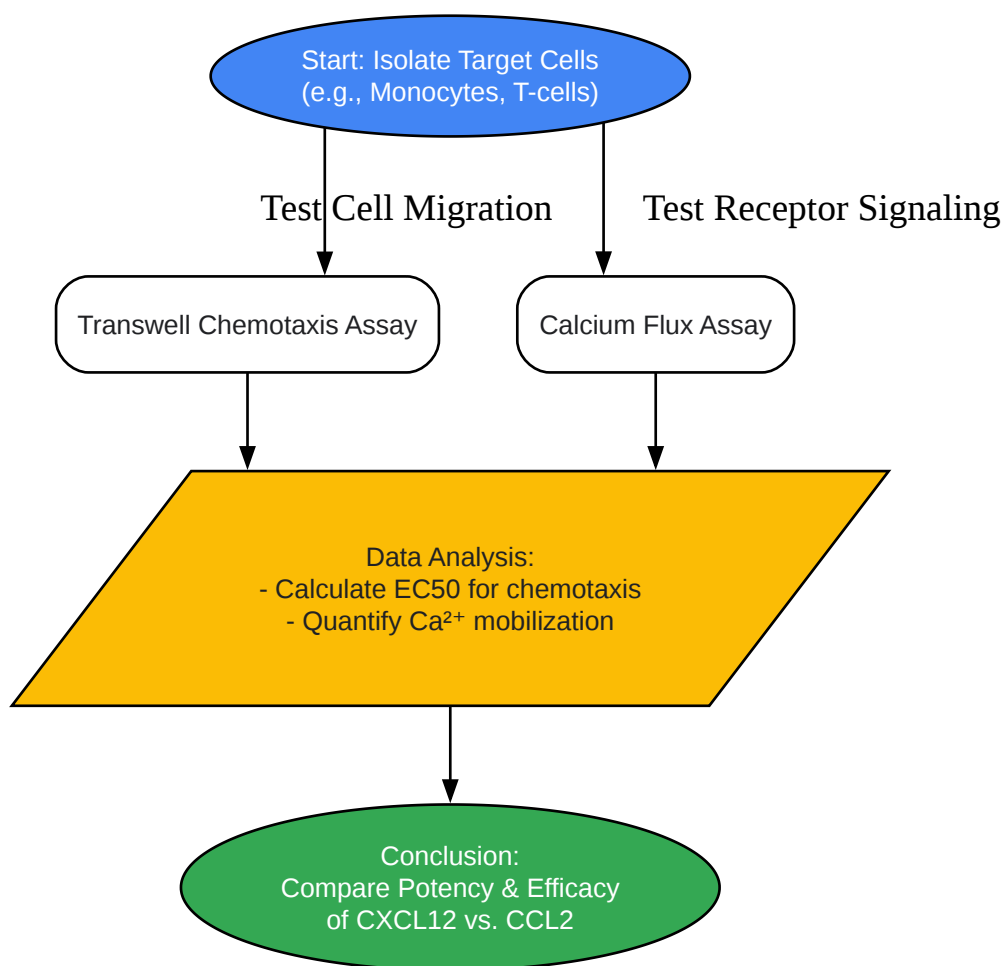 Start: Isolate Target Cells
(e.g., Monocytes, T-cells)
Test Cell Migration
Test Receptor Signaling
Transwell Chemotaxis Assay
Calcium Flux Assay
Data Analysis:
- Calculate EC50 for chemotaxis
- Quantify Ca²⁺ mobilization
Conclusion:
Compare Potency & Efficacy
of CXCL12 vs. CCL2